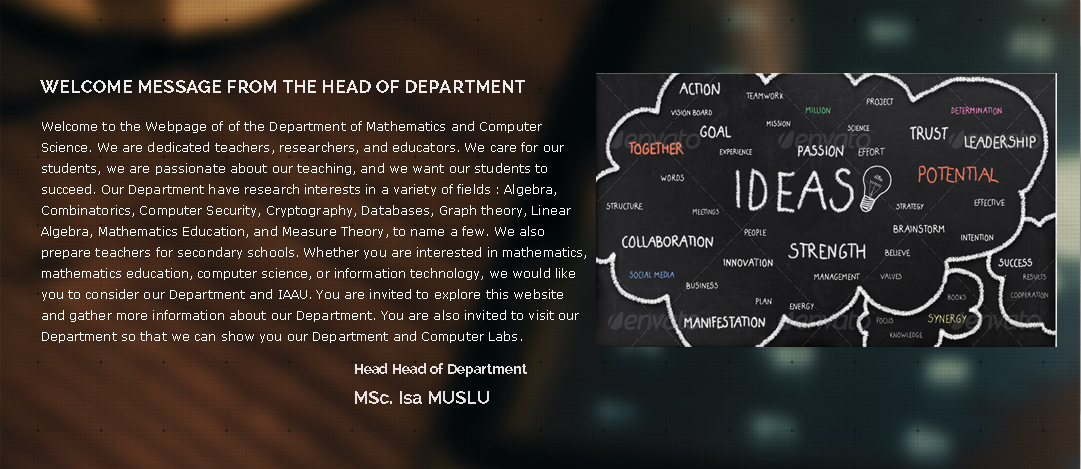 WELCOME MESSAGE FROM THE HEAD OF DEPARTMENT
Welcome to the Webpage of of the Department of Mathematics and Computer
Science. We are dedicated teachers, researchers, and educators. We care for our
students, we are passionate about our teaching, and we want our students to
succeed. Our Department have research interests in a variety of fields : Algebra,
Combinatorics, Computer Security, Cryptography, Databases, Graph theory, Linear
Algebra, Mathematics Education, and Measure Theory, to name a few. We also
prepare teachers for secondary schools. Whether you are interested in mathematics,
mathematics education, computer science, or information technology, we would like
you to consider our Department and IAAU. You are invited to explore this website
and gather more information about our Department. You are also invited to visit our
Department so that we can show you our Department and Computer Labs.
Head Head of Department
MSc. Isa MUSLU
ACTION
TEAMWORK
PROJECT
VISION BOARD
MILLION
DETERMINATION
GOAL
MISSION
SCIENCE
TRUST
LEADERSHIP
TOGETHER
EXPERIENCE
PASSION
EFFORT
WORDS
IDEAS
POTENTIAL
STRUCTURE
MEETINGS
STRATEGY
EFFECTIVE
COLLABORATION
PEOPLE
STRENGTH
BRAINSTORM
INTENTION
BELIEVE
INNOVATION
SUCCESS
SOCIAL MEDIA
BUSINESS
MANAGEMENT
VALUES
RESULTS
PLAN
ENERGY
BOOKS
COOPERATION
MANIFESTATION
FOCUS
SYNERGY
KNOWLEDGE
envato
envato
envato
envato